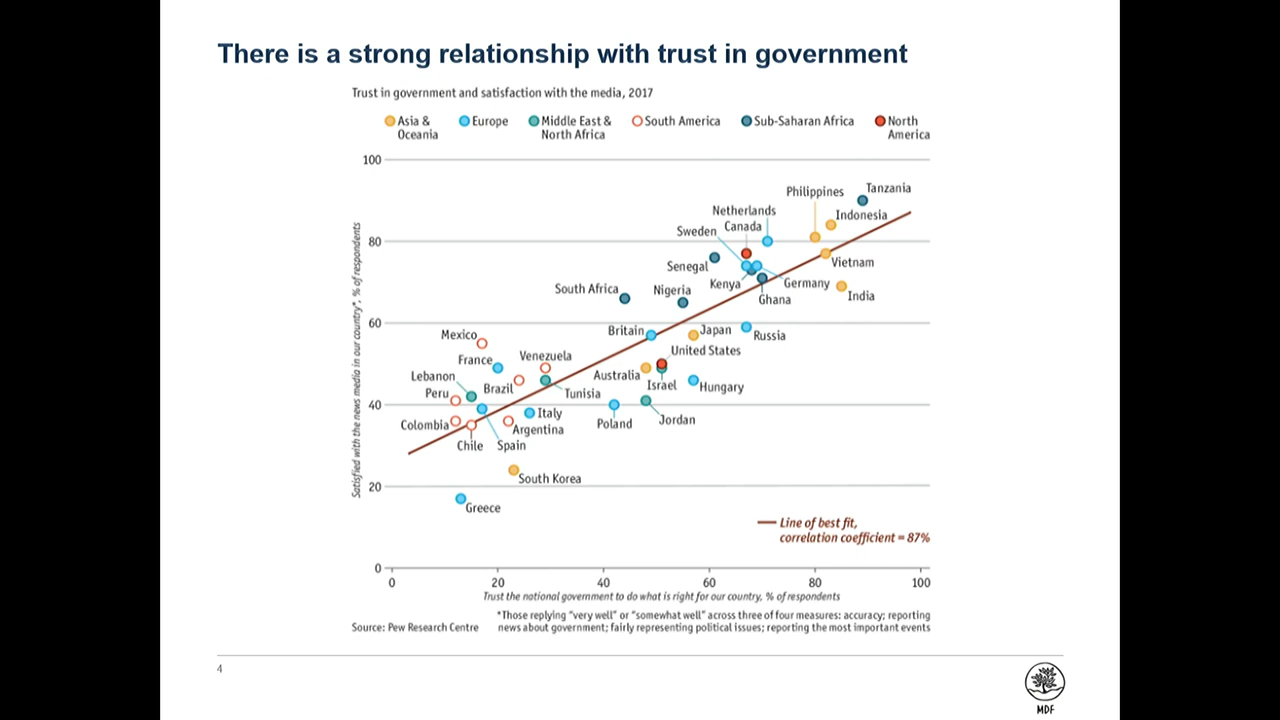 There is a strong relationship with trust in government
Trust in government and satisfaction with the media, 2017
Asia &
Oceania
Europe
Middle East &
North Africa
South America
Sub-Saharan Africa
North
America
100
80
60
40
20
0
Satisfied with the news media in our country*, % of respondents
Tanzania
Philippines
Indonesia
Netherlands
Canada
Sweden
Vietnam
Senegal
Kenya
Germany
India
Ghana
South Africa
Nigeria
Britain
Japan
Russia
Mexico
United States
France
Venezuela
Lebanon
Australia
Israel
Hungary
Peru
Brazil
Tunisia
Colombia
Italy
Poland
Jordan
Argentina
Chile
Spain
South Korea
Greece
Line of best fit,
correlation coefficient = 87%
0
20
40
60
80
100
Trust the national government to do what is right for our country, % of respondents
*Those replying "very well" or "somewhat well" across three of four measures: accuracy; reporting
Source: Pew Research Centre
news about government; fairly representing political issues; reporting the most important events
4
MDF